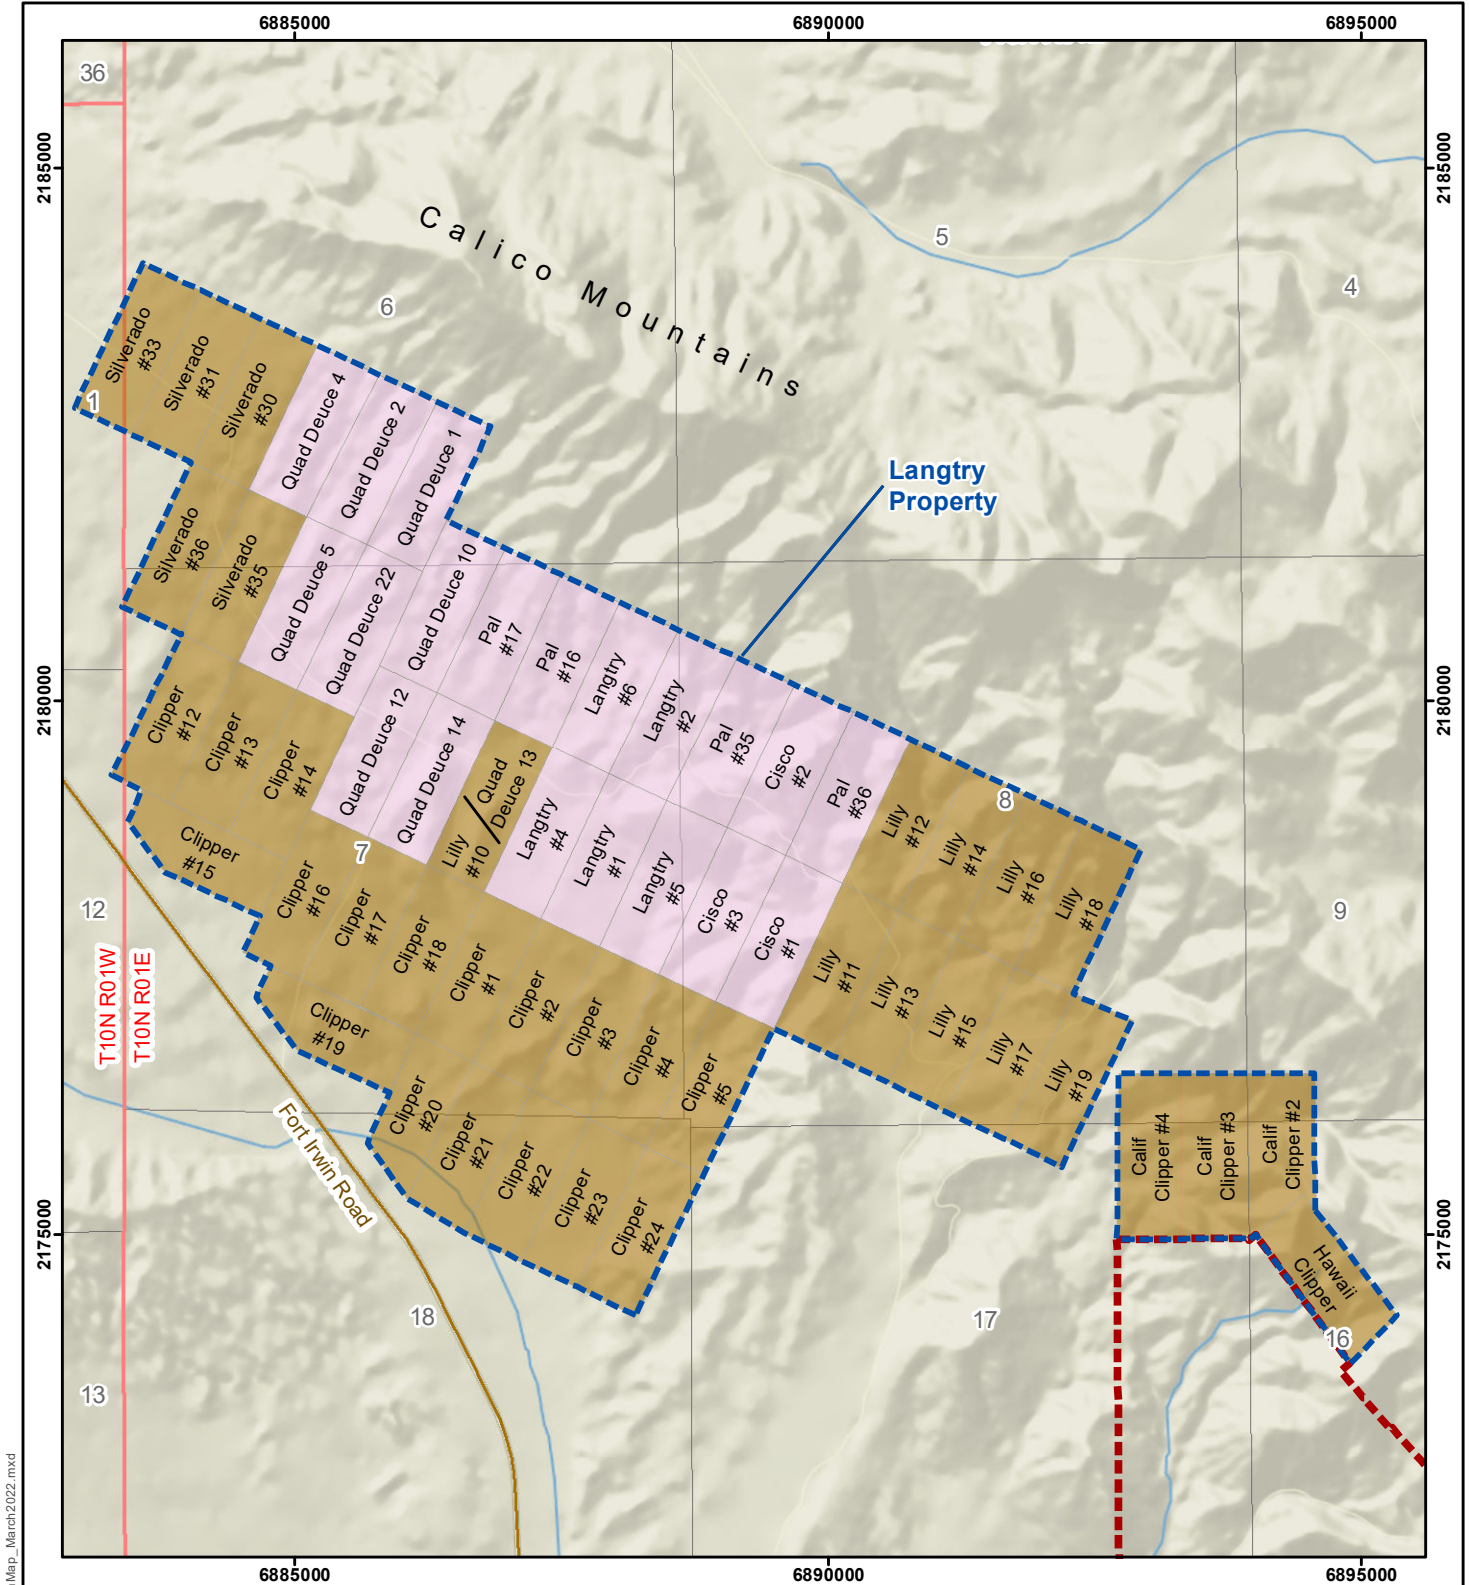 6885000
6890000
6895000
36
2185000
2185000
Calico Mountains
5
4
6
Silverado
#33
Silverado
#31
Silverado
#30
1
Quad Deuce 4
Quad Deuce 2
Quad Deuce 1
Langtry
Property
Silverado
#36
Silverado
#35
Quad Deuce 5
Quad Deuce 22
Quad Deuce 10
Pal
#17
Pal
#16
Langtry
#6
Langtry
#2
Pal
#35
Cisco
#2
Pal
#36
2180000
2180000
Clipper
#12
Clipper
#13
Clipper
#14
Quad Deuce 12
Quad Deuce 14
Quad
Deuce 13
Lilly
#10
Langtry
#4
Langtry
#1
Langtry
#5
Cisco
#3
Cisco
#1
Lilly
#12
Lilly
#14
Lilly
#16
Lilly
#18
8
7
Clipper
#15
Clipper
#16
Clipper
#17
Clipper
#18
Clipper
#1
Clipper
#2
Clipper
#3
Clipper
#4
Clipper
#5
Lilly
#11
Lilly
#13
Lilly
#15
Lilly
#17
Lilly
#19
12
9
T10N R01W
T10N R01E
Clipper
#19
Clipper
#20
Clipper
#21
Clipper
#22
Clipper
#23
Clipper
#24
Fort Irwin Road
Calif
Clipper #4
Calif
Clipper #3
Calif
Clipper #2
Hawaii
Clipper
2175000
2175000
18
17
16
13
Map_March2022.mxd
6885000
6890000
6895000